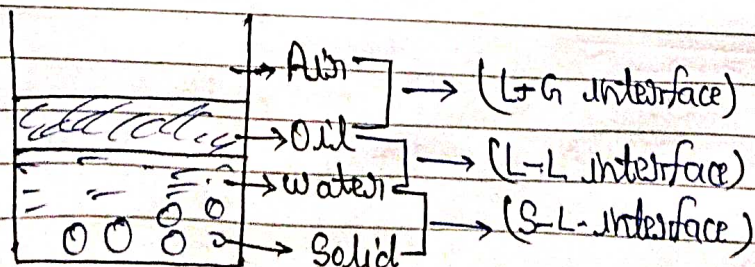 Air
(L+G interface)
Oil
(L-L interface)
water
(S-L-interface)
Solid